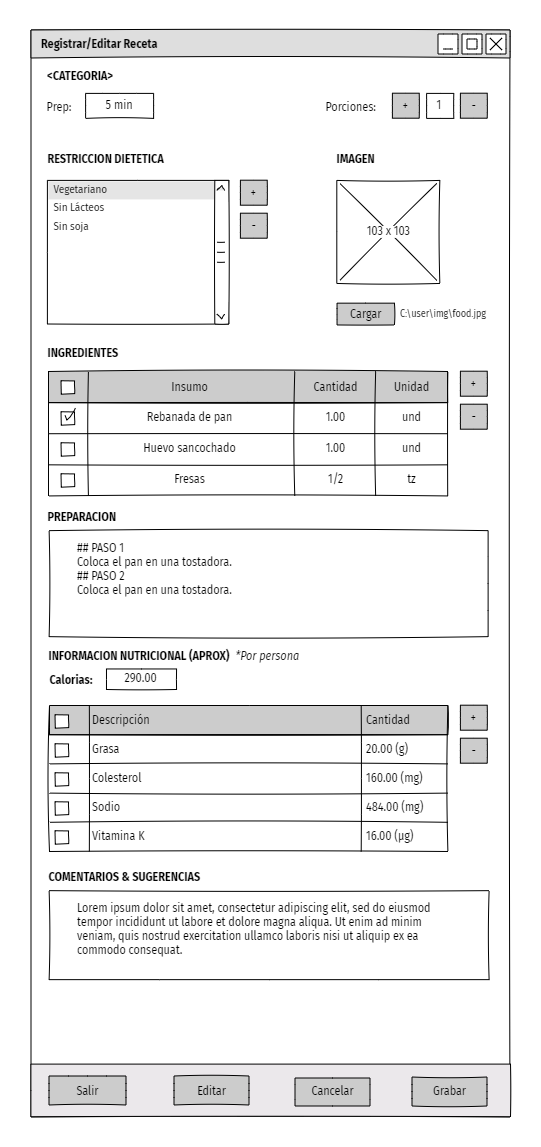 Registrar/Editar Receta
<CATEGORIA>
Prep: 5 min Porciones: + 1 -
RESTRICCION DIETETICA IMAGEN
Vegetariano +
Sin Lácteos
Sin soja -
103 x 103
Cargar C:\user\img\food.jpg
INGREDIENTES
Insumo Cantidad Unidad +
Rebanada de pan 1.00 und -
Huevo sancochado 1.00 und
Fresas 1/2 tz
PREPARACION
## PASO 1
Coloca el pan en una tostadora.
## PASO 2
Coloca el pan en una tostadora.
INFORMACION NUTRICIONAL (APROX) *Por persona
Calorias: 290.00
Descripción Cantidad +
Grasa 20.00 (g) -
Colesterol 160.00 (mg)
Sodio 484.00 (mg)
Vitamina K 16.00 (µg)
COMENTARIOS & SUGERENCIAS
Lorem ipsum dolor sit amet, consectetur adipiscing elit, sed do eiusmod
tempor incididunt ut labore et dolore magna aliqua. Ut enim ad minim
veniam, quis nostrud exercitation ullamco laboris nisi ut aliquip ex ea
commodo consequat.
Salir Editar Cancelar Grabar